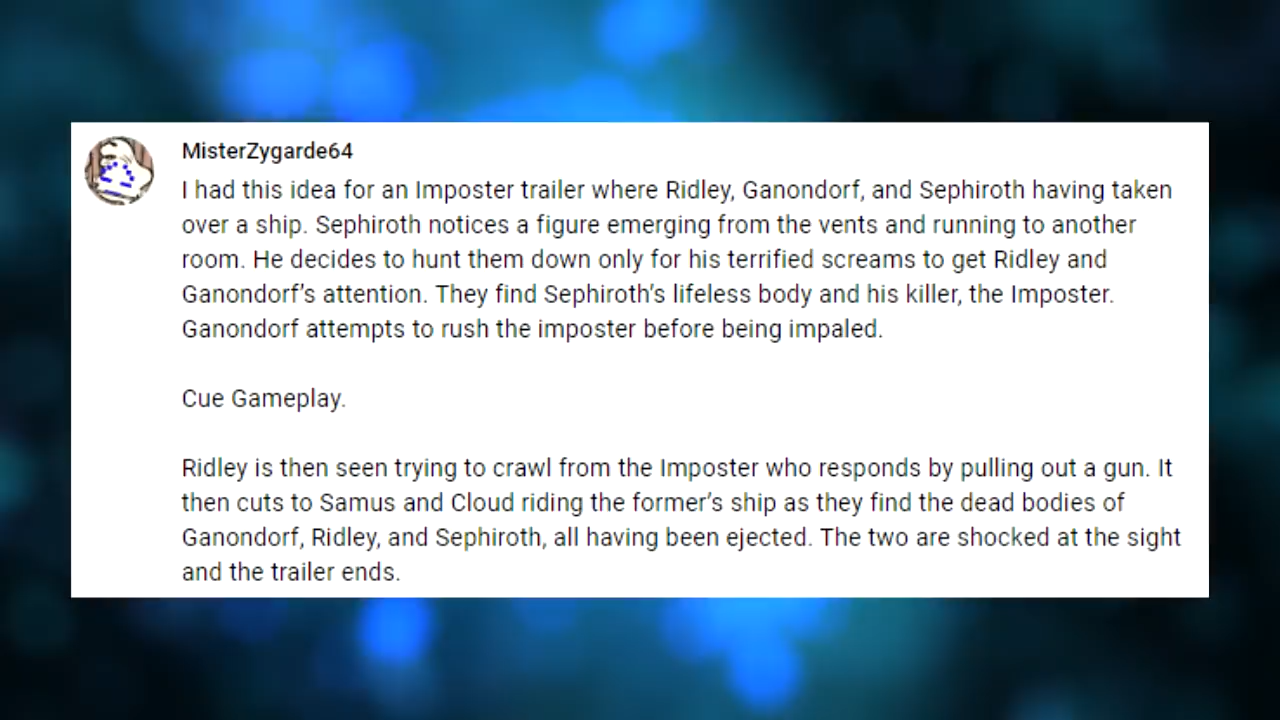 MisterZygarde64
I had this idea for an Imposter trailer where Ridley, Ganondorf, and Sephiroth having taken
over a ship. Sephiroth notices a figure emerging from the vents and running to another
room. He decides to hunt them down only for his terrified screams to get Ridley and
Ganondorf's attention. They find Sephiroth's lifeless body and his killer, the Imposter.
Ganondorf attempts to rush the imposter before being impaled.
Cue Gameplay.
Ridley is then seen trying to crawl from the Imposter who responds by pulling out a gun. It
then cuts to Samus and Cloud riding the former's ship as they find the dead bodies of
Ganondorf, Ridley, and Sephiroth, all having been ejected. The two are shocked at the sight
and the trailer ends.